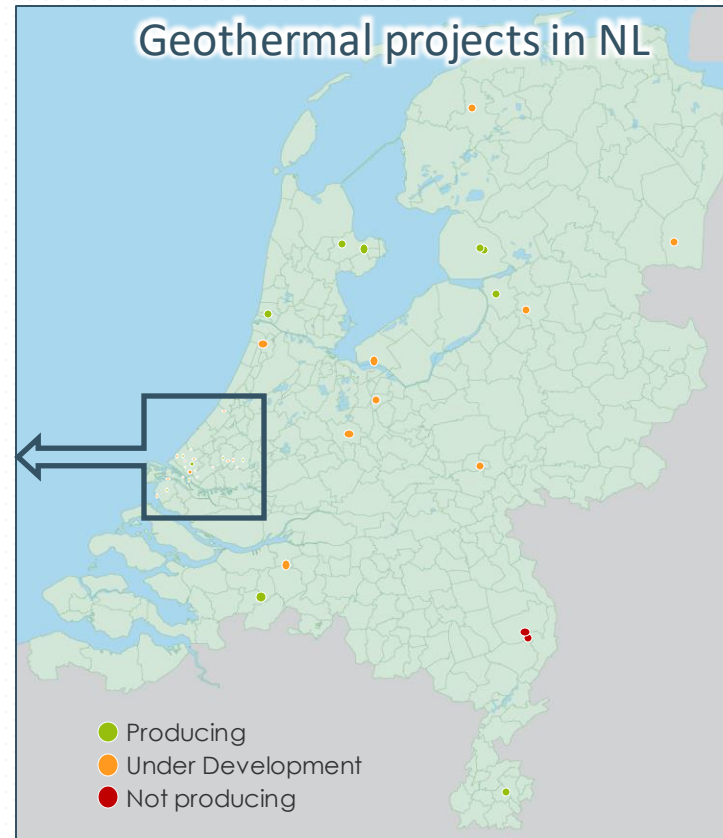 Geothermal projects in NL
Producing
Under Development
Not producing